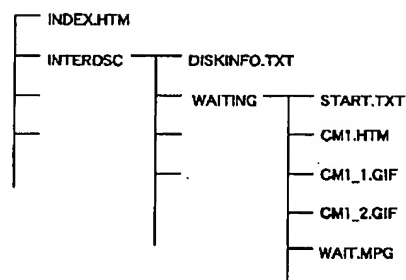 INDEX.HTM
INTERDSC DISKINFO.TXT
WAITING START.TXT
CM1.HTM
CM1_1.GIF
CM1_2.GIF
WAIT.MPG